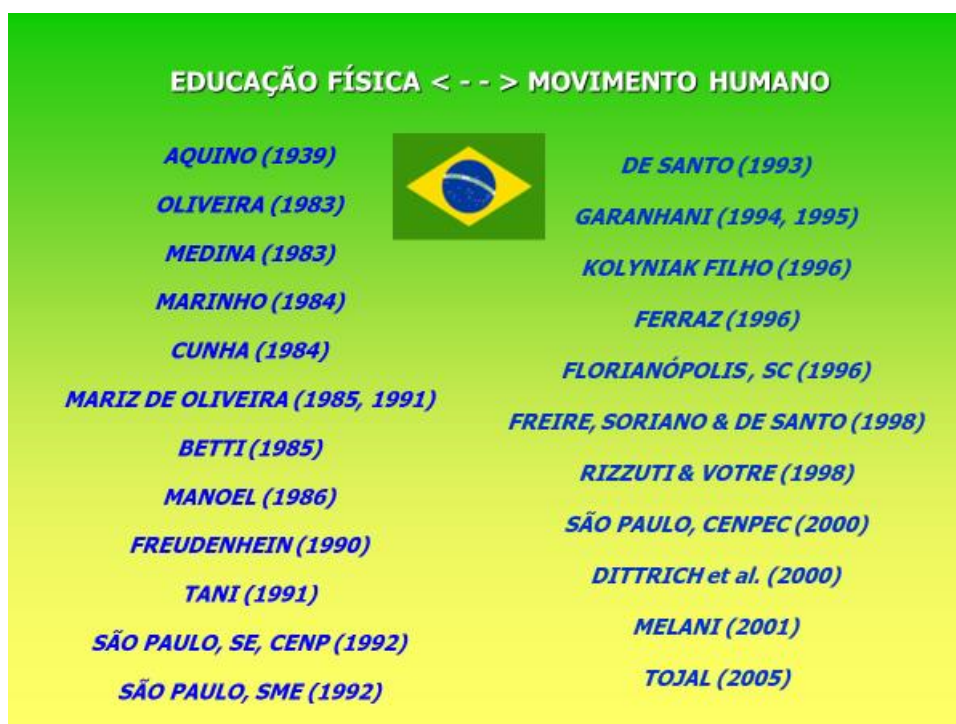 EDUCAÇÃO FÍSICA < - - > MOVIMENTO HUMANO
AQUINO (1939)
OLIVEIRA (1983)
MEDINA (1983)
MARINHO (1984)
CUNHA (1984)
MARIZ DE OLIVEIRA (1985, 1991)
BETTI (1985)
MANOEL (1986)
FREUDENHEIN (1990)
TANI (1991)
SÃO PAULO, SE, CENP (1992)
SÃO PAULO, SME (1992)
DE SANTO (1993)
GARANHANI (1994, 1995)
KOLYNIAK FILHO (1996)
FERRAZ (1996)
FLORIANÓPOLIS, SC (1996)
FREIRE, SORIANO & DE SANTO (1998)
RIZZUTI & VOTRE (1998)
SÃO PAULO, CENPEC (2000)
DITTRICH et al. (2000)
MELANI (2001)
TOJAL (2005)